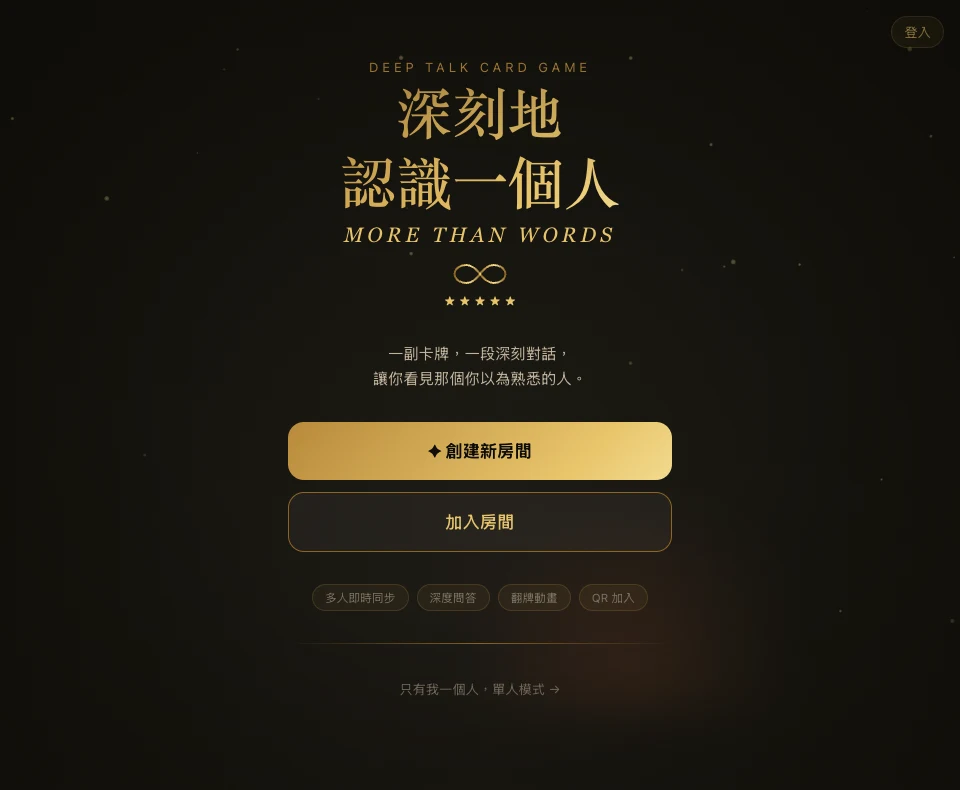 登入
DEEP TALK CARD GAME
深刻地
認識一個人
MORE THAN WORDS
一副卡牌，一段深刻對話，
讓你看見那個你以為熟悉的人。
✦ 創建新房間
加入房間
多人即時同步
深度問答
翻牌動畫
QR 加入
只有我一個人，單人模式 →